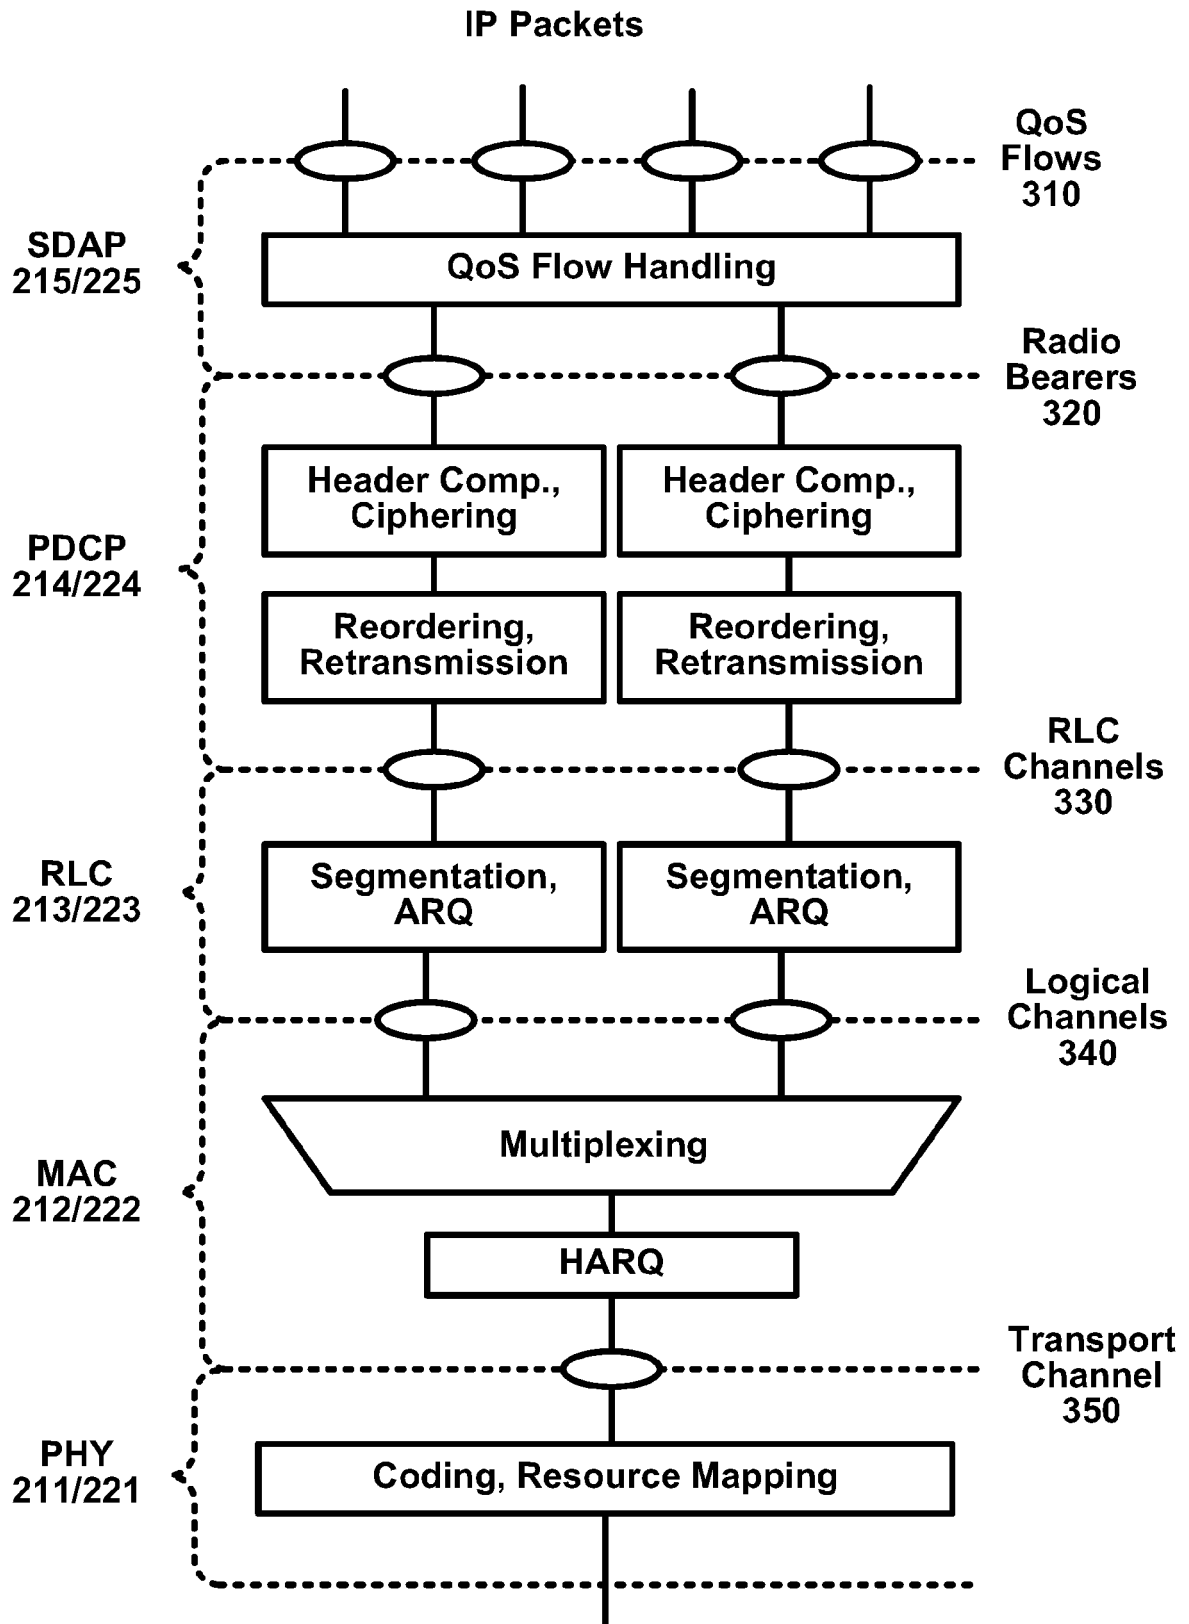 IP Packets
QoS
Flows
310
SDAP
215/225
QoS Flow Handling
Radio
Bearers
320
Header Comp.,
Ciphering
Header Comp.,
Ciphering
PDCP
214/224
Reordering,
Retransmission
Reordering,
Retransmission
RLC
Channels
330
RLC
213/223
Segmentation,
ARQ
Segmentation,
ARQ
Logical
Channels
340
Multiplexing
MAC
212/222
HARQ
Transport
Channel
350
PHY
211/221
Coding, Resource Mapping